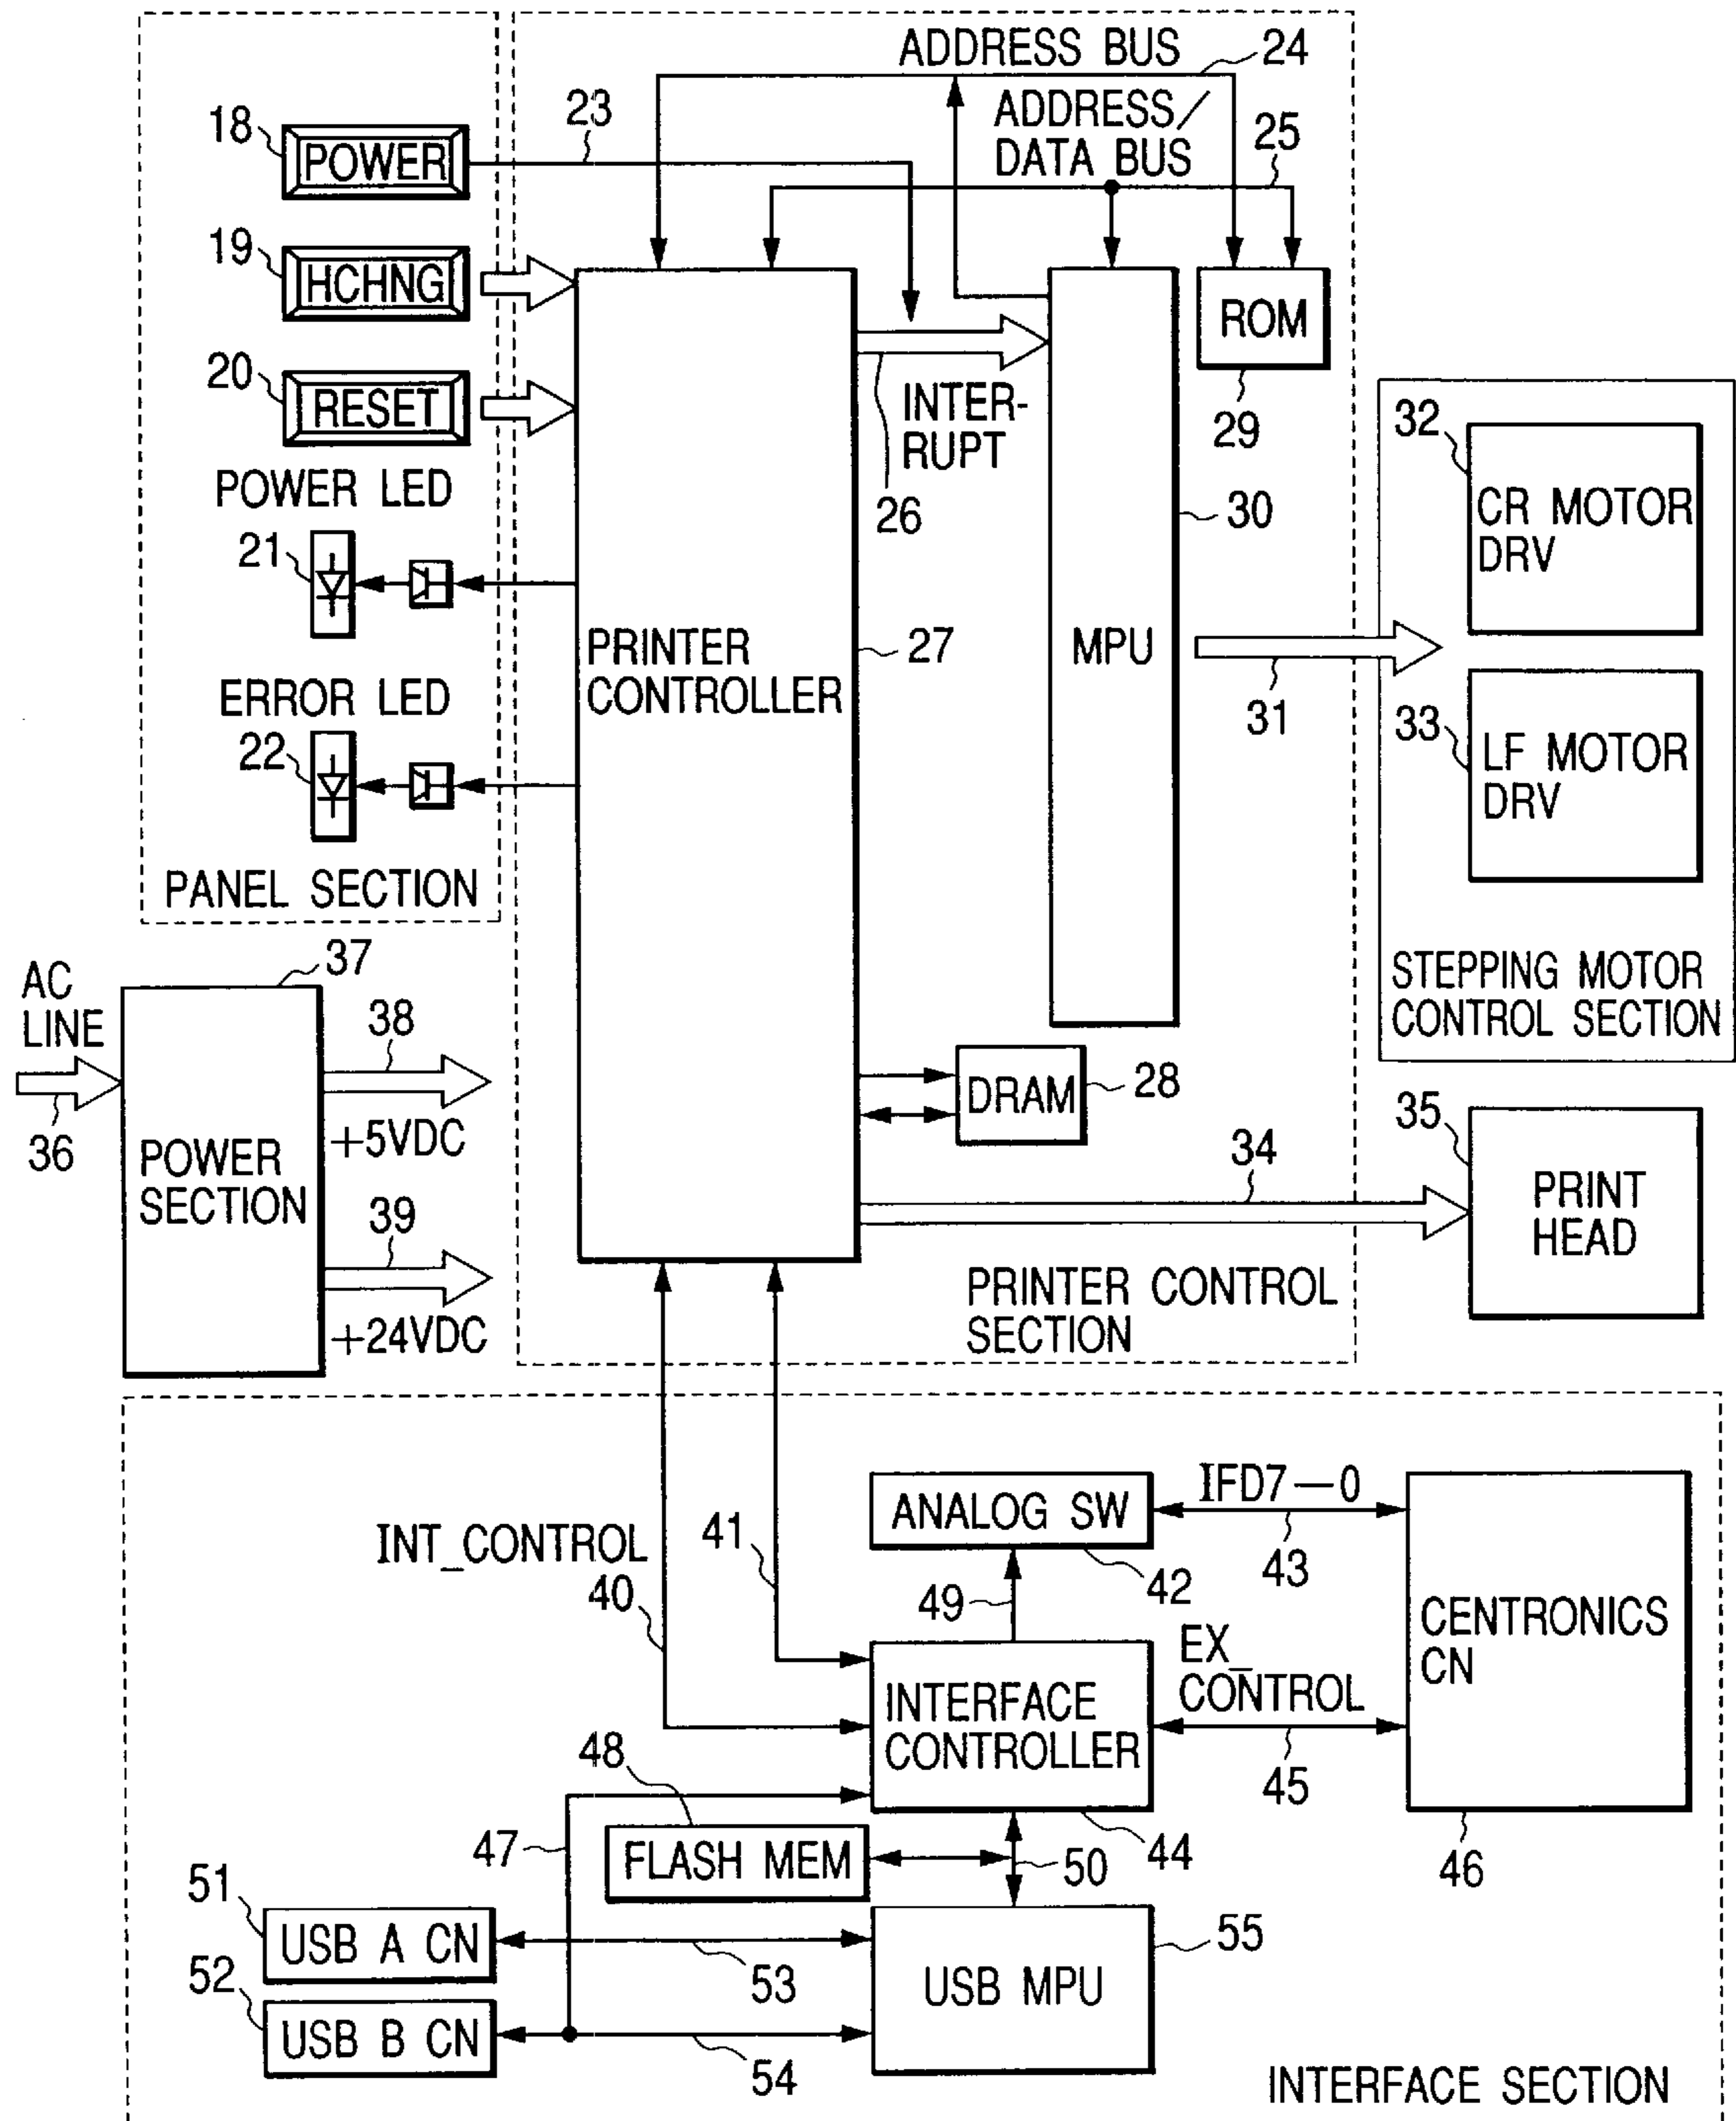 ADDRESS BUS
24
ADDRESS/
DATA BUS
25
23
18
POWER
19
HCHNG
20
RESET
POWER LED
21
ERROR LED
22
PANEL SECTION
PRINTER
CONTROLLER
27
INTER-
RUPT
26
MPU
30
ROM
29
31
32
CR MOTOR
DRV
33
LF MOTOR
DRV
STEPPING MOTOR
CONTROL SECTION
AC
LINE
36
37
POWER
SECTION
38
+5VDC
39
+24VDC
DRAM
28
34
35
PRINT
HEAD
PRINTER CONTROL
SECTION
INT_CONTROL
40
41
ANALOG SW
42
IFD7-0
43
49
CENTRONICS
CN
46
INTERFACE
CONTROLLER
44
EX_
CONTROL
45
48
FLASH MEM
47
50
51
USB A CN
52
USB B CN
53
54
USB MPU
55
INTERFACE SECTION